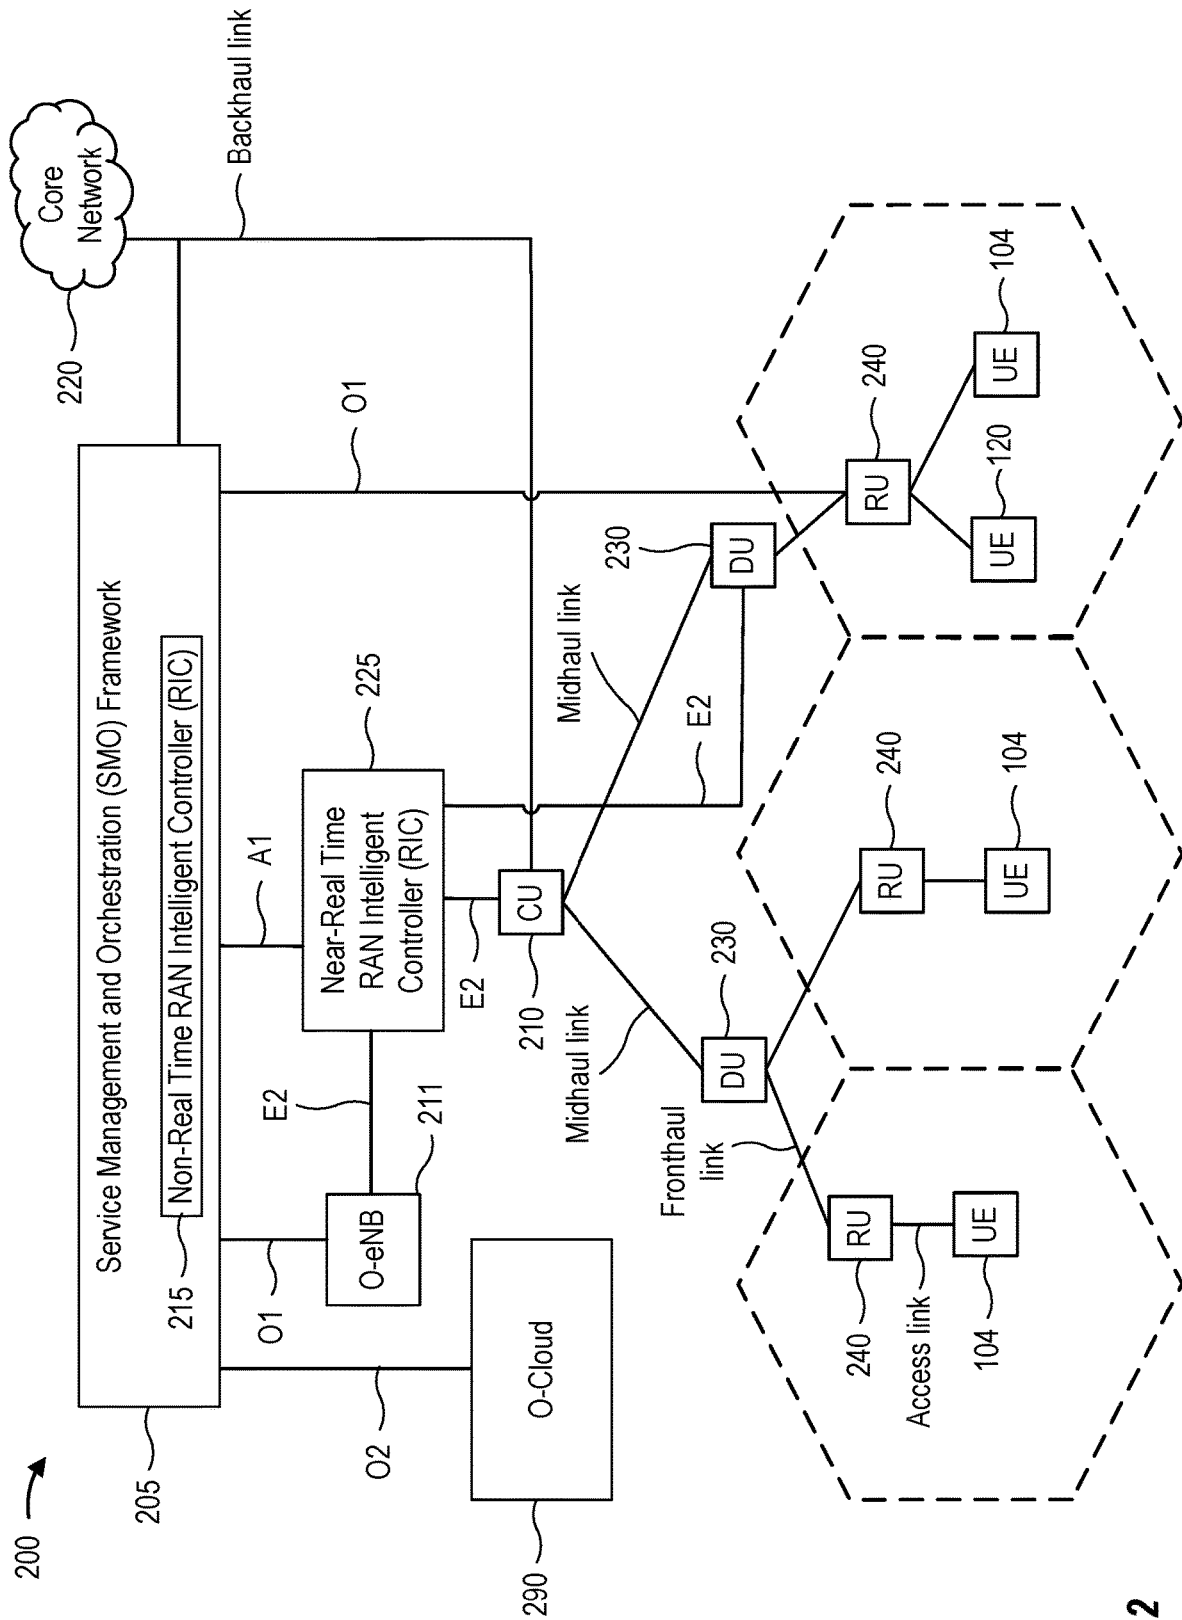 200
205
Service Management and Orchestration (SMO) Framework
215
Non-Real Time RAN Intelligent Controller (RIC)
Core
Network
220
Backhaul link
O2
O1
A1
O1
O-eNB
211
E2
Near-Real Time
RAN Intelligent
Controller (RIC)
225
290
O-Cloud
E2
CU
210
Midhaul link
Midhaul link
E2
DU
230
DU
230
Fronthaul
link
RU
240
RU
240
RU
240
Access link
UE
104
UE
104
UE
120
UE
104
2